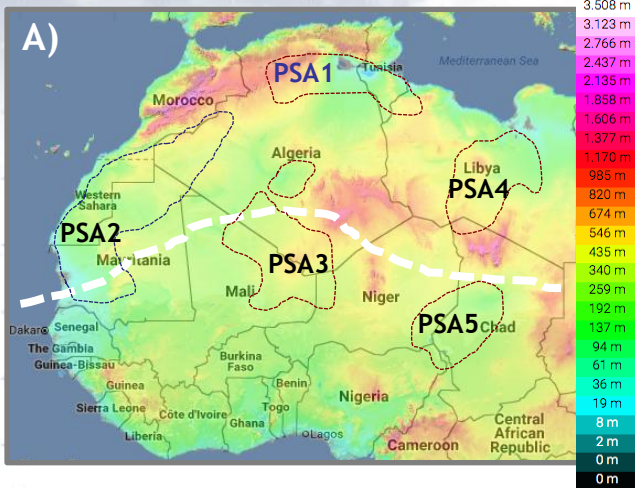 A)
PSA1
Tunisia
Mediterranean Sea
Morocco
Algeria
Libya
PSA4
Western
Sahara
PSA2
Mauritania
PSA3
Mali
Niger
PSA5
Chad
Dakar
Senegal
The Gambia
Guinea-Bissau
Burkina
Faso
Guinea
Benin
Nigeria
Sierra Leone
Côte d'Ivoire
Togo
Ghana
Liberia
Lagos
Central
African
Republic
Cameroon
3.508 m
3.123 m
2.766 m
2.437 m
2.135 m
1.858 m
1.606 m
1.377 m
1.170 m
985 m
820 m
674 m
546 m
435 m
340 m
259 m
192 m
137 m
94 m
61 m
36 m
19 m
8 m
2 m
0 m
0 m